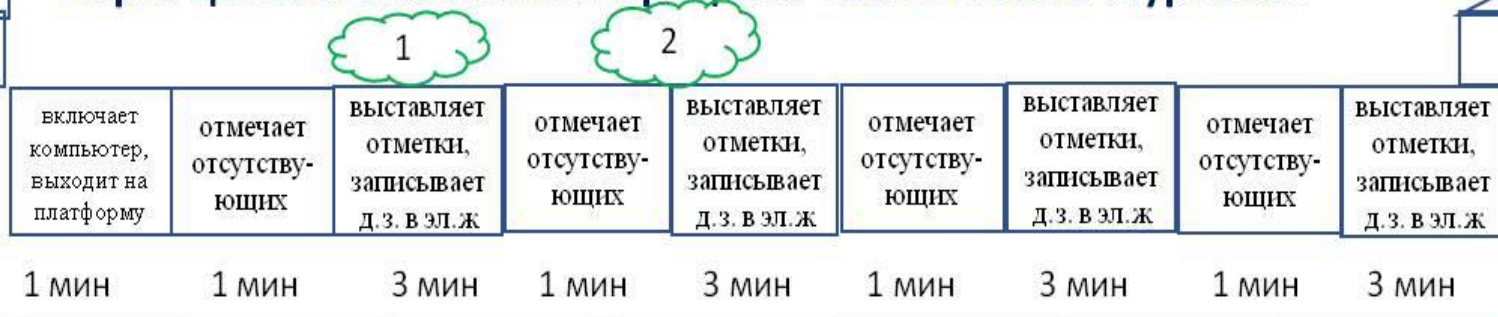 1
2
включает
компьютер,
выходит на
платформу
отмечает
отсутству-
ющих
выставляет
отметки,
записывает
д.з. в эл.ж
отмечает
отсутству-
ющих
выставляет
отметки,
записывает
д.з. в эл.ж
отмечает
отсутству-
ющих
выставляет
отметки,
записывает
д.з. в эл.ж
отмечает
отсутству-
ющих
выставляет
отметки,
записывает
д.з. в эл.ж
1 мин 1 мин 3 мин 1 мин 3 мин 1 мин 3 мин 1 мин 3 мин